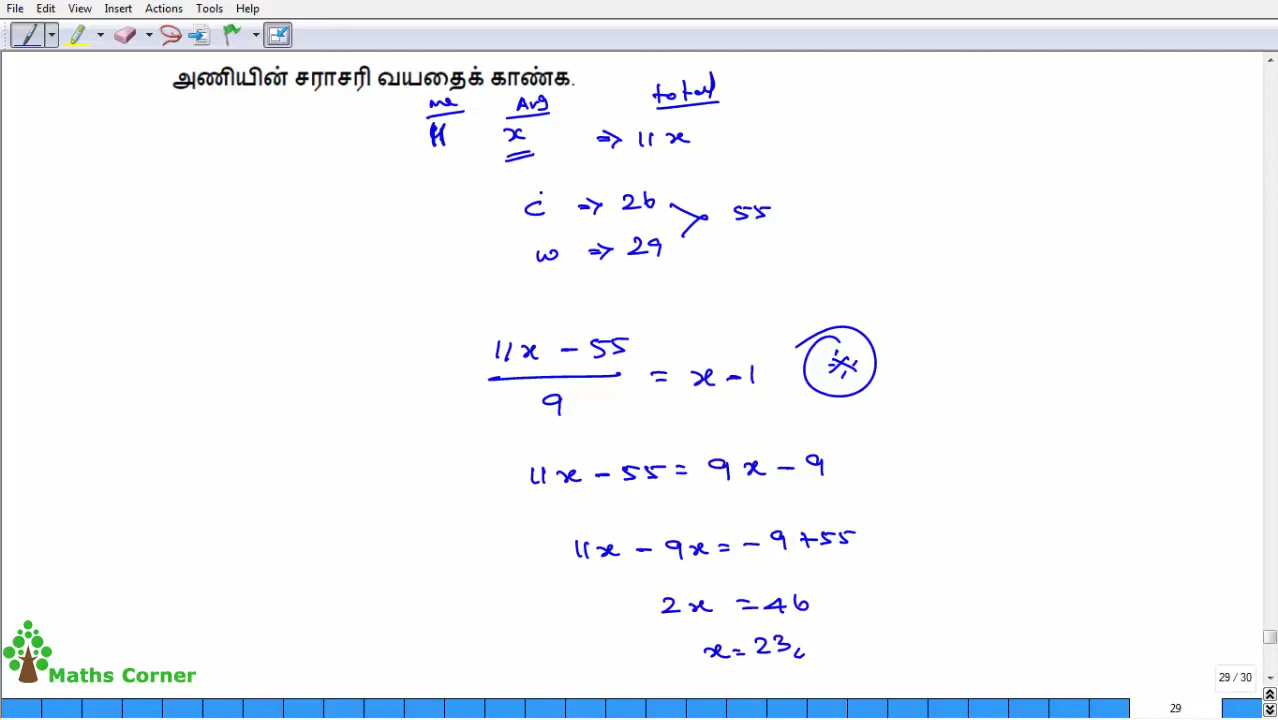 File Edit View Insert Actions Tools Help
அணியின் சராசரி வயதைக் காண்க.
Avg total
11 x ⇒ 11x
c ⇒ 26
55
w ⇒ 29
11x - 55
= x - 1
9
11x - 55 = 9x - 9
11x - 9x = -9 + 55
2x = 46
x = 23
Maths Corner
29 / 30
29